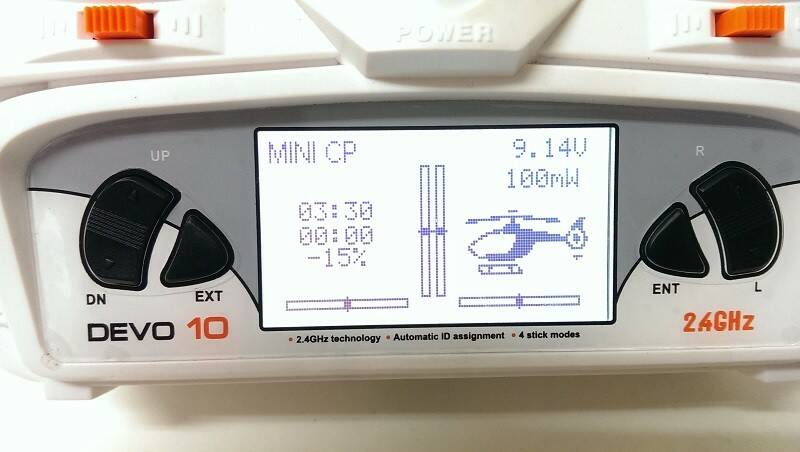 POWER
UP
R
MINI CP
9.14V
100mW
03:30
00:00
-15%
DN
EXT
ENT
L
DEVO 10
2.4GHz
• 2.4GHz technology • Automatic ID assignment • 4 stick modes